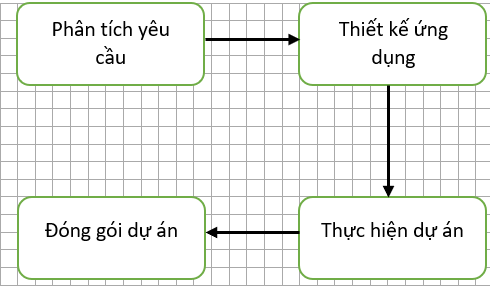 Phân tích yêu
cầu
Thiết kế ứng
dụng
Thực hiện dự án
Đóng gói dự án